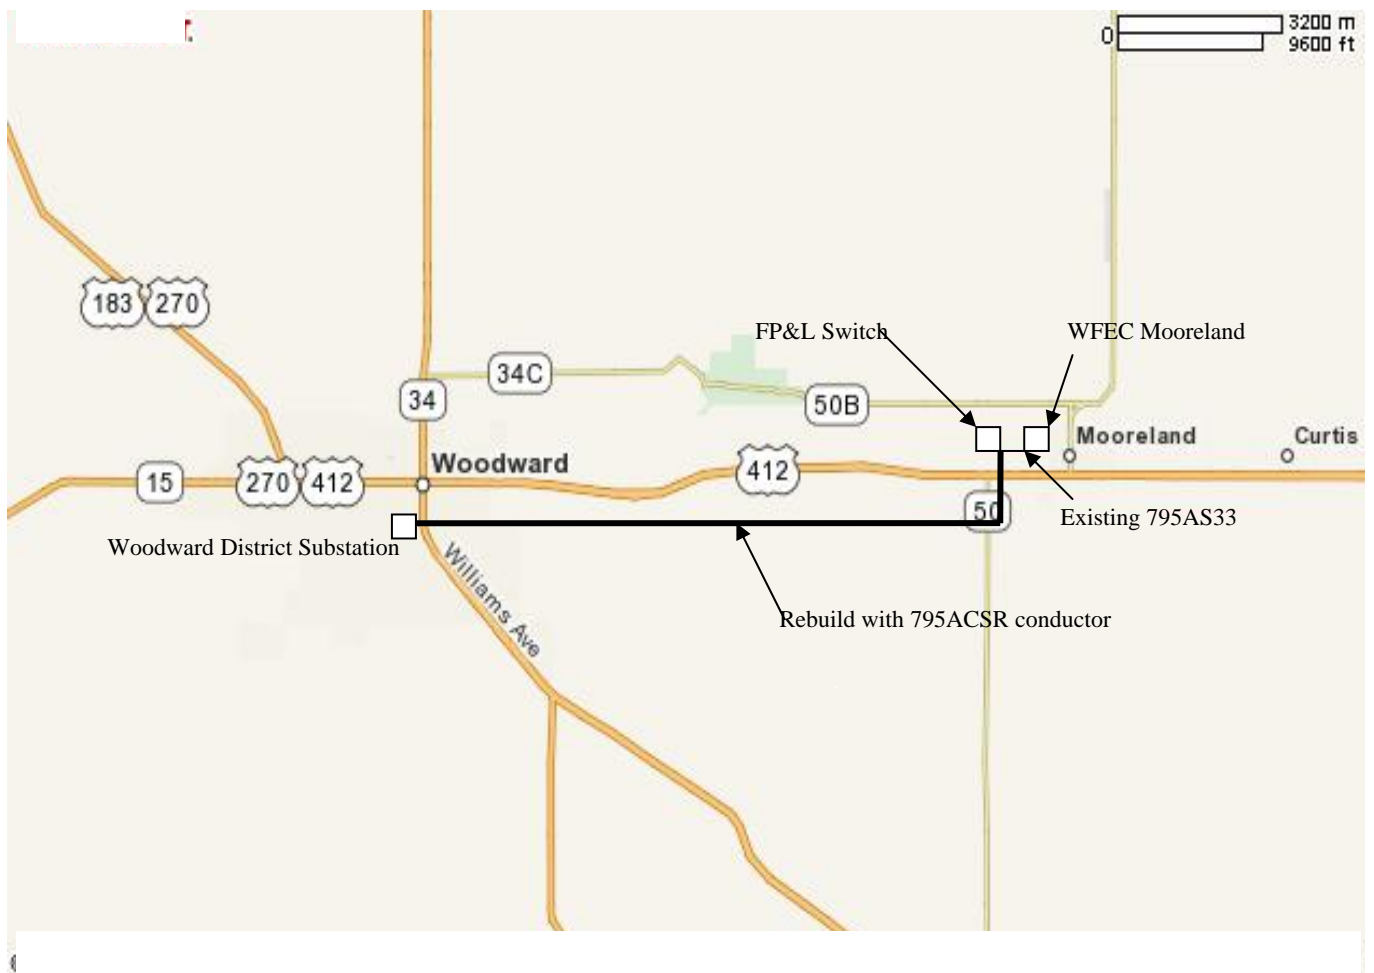 0
3200 m
9600 ft
183
270
FP&L Switch
WFEC Mooreland
34C
34
50B
Mooreland
Curtis
Woodward
15
270
412
412
50
Existing 795AS33
Woodward District Substation
Williams Ave
Rebuild with 795ACSR conductor